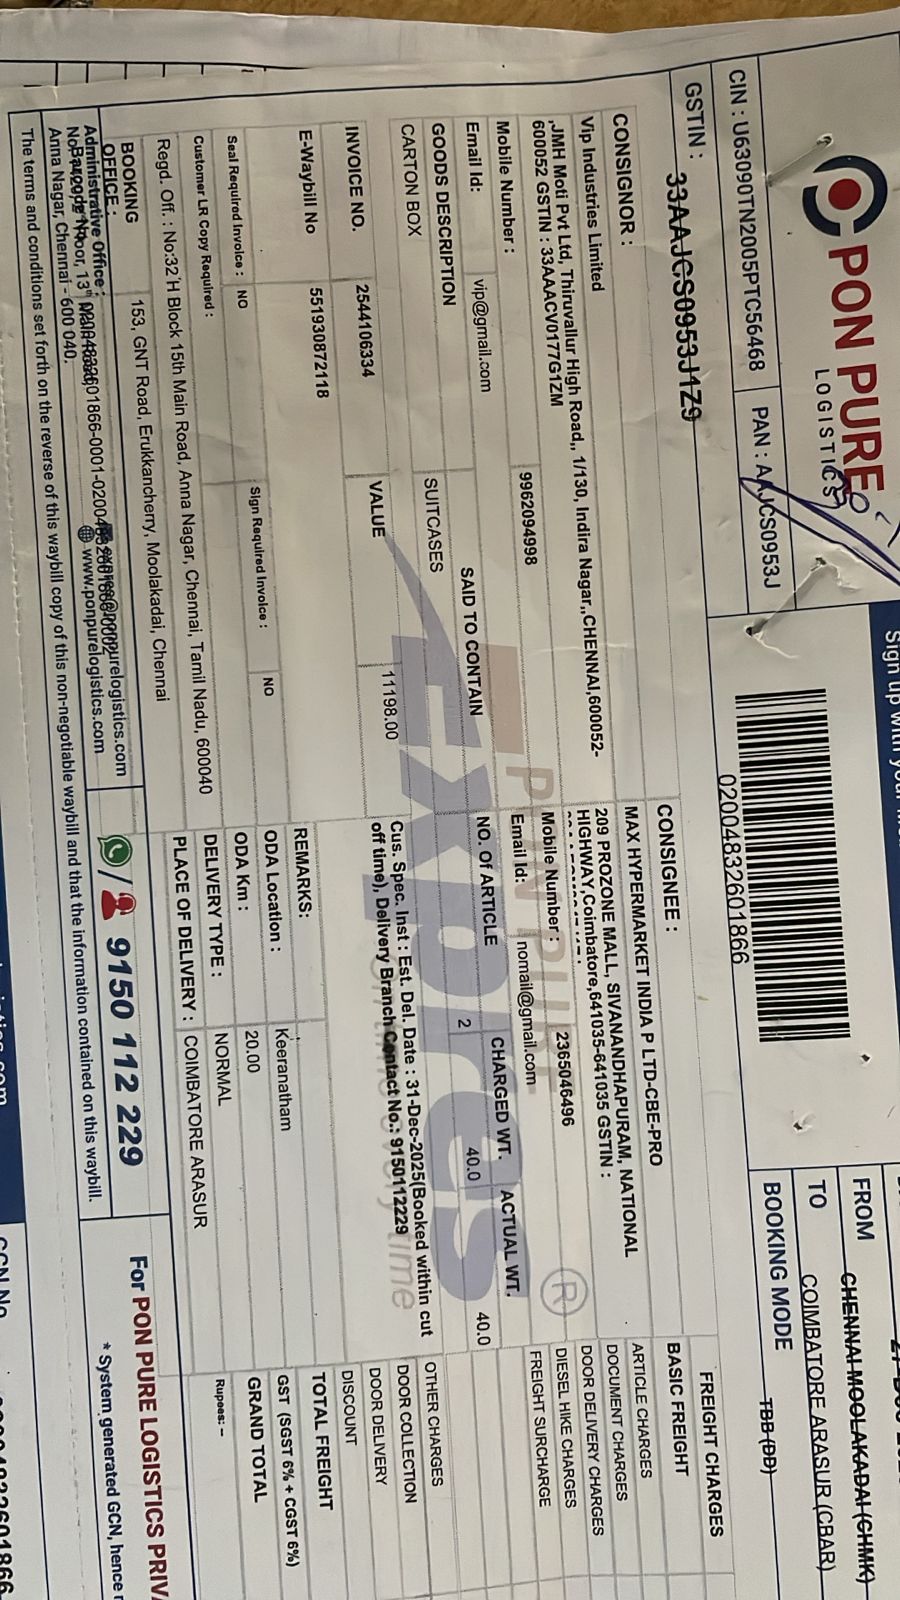 PON PURE
LOGISTICS
CIN : U63090TN2005PTC56468
PAN : AAJCS0953J
GSTIN : 33AAJCS0953J1Z9
Sign up with
02004832601866
FROM CHENNAI MOOLAKADAI (CHMK)
TO COIMBATORE ARASUR (CBAR)
BOOKING MODE TBB (DD)
CONSIGNOR :
Vip Industries Limited
,JMH Moti Pvt Ltd, Thiruvallur High Road,, 1/130, Indira Nagar,,CHENNAI,600052-
600052 GSTIN : 33AAACV0177G1ZM
Mobile Number : 9962094998
Email Id: vip@gmail.com
CONSIGNEE :
MAX HYPERMARKET INDIA P LTD-CBE-PRO
209 PROZONE MALL, SIVANANDHAPURAM, NATIONAL
HIGHWAY,Coimbatore,641035-641035 GSTIN :
Mobile Number : 2365046496
Email Id: nomail@gmail.com
GOODS DESCRIPTION SAID TO CONTAIN NO. Of ARTICLE CHARGED WT. ACTUAL WT.
CARTON BOX SUITCASES 2 40.0 40.0
INVOICE NO. 2544106334 VALUE 11198.00
E-Waybill No 551930872118
Seal Required Invoice : NO Sign Required Invoice : NO
Customer LR Copy Required :
Cus. Spec. Inst : Est. Del. Date : 31-Dec-2025(Booked within cut
off time), Delivery Branch Contact No.: 9150112229
REMARKS:
ODA Location : Keeranatham
ODA Km : 20.00
DELIVERY TYPE : NORMAL
PLACE OF DELIVERY : COIMBATORE ARASUR
FREIGHT CHARGES
BASIC FREIGHT
ARTICLE CHARGES
DOCUMENT CHARGES
DOOR DELIVERY CHARGES
DIESEL HIKE CHARGES
FREIGHT SURCHARGE
OTHER CHARGES
DOOR COLLECTION
DOOR DELIVERY
DISCOUNT
TOTAL FREIGHT
GST (SGST 6% + CGST 6%)
GRAND TOTAL
Rupees: –
PON PURE
Expres
R
time
Regd. Off. : No:32'H Block 15th Main Road, Anna Nagar, Chennai, Tamil Nadu, 600040
BOOKING
OFFICE :
153, GNT Road, Erukkancherry, Moolakadai, Chennai
Administrative Office :
Anna Nagar, Chennai - 600 040.
www.ponpurelogistics.com
9150 112 229
For PON PURE LOGISTICS PRIV
* System generated GCN, hence
The terms and conditions set forth on the reverse of this waybill copy of this non-negotiable waybill and that the information contained on this waybill.
GCN No